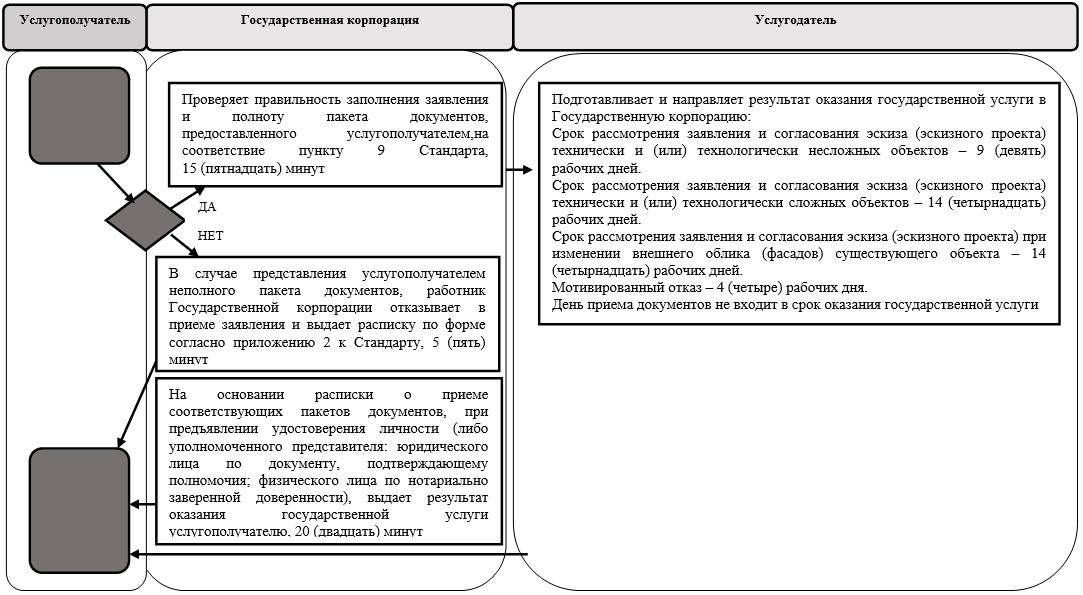 Услугополучатель
Государственная корпорация
Услугодатель
Проверяет правильность заполнения заявления
и полноту пакета документов,
предоставленного услугополучателем,на
соответствие пункту 9 Стандарта,
15 (пятнадцать) минут
ДА
НЕТ
В случае представления услугополучателем
неполного пакета документов, работник
Государственной корпорации отказывает в
приеме заявления и выдает расписку по форме
согласно приложению 2 к Стандарту, 5 (пять)
минут
На основании расписки о приеме
соответствующих пакетов документов, при
предъявлении удостоверения личности (либо
уполномоченного представителя: юридического
лица по документу, подтверждающему
полномочия; физического лица по нотариально
заверенной доверенности), выдает результат
оказания государственной услуги
услугополучателю, 20 (двадцать) минут
Подготавливает и направляет результат оказания государственной услуги в
Государственную корпорацию:
Срок рассмотрения заявления и согласования эскиза (эскизного проекта)
технически и (или) технологически несложных объектов – 9 (девять)
рабочих дней.
Срок рассмотрения заявления и согласования эскиза (эскизного проекта)
технически и (или) технологически сложных объектов – 14 (четырнадцать)
рабочих дней.
Срок рассмотрения заявления и согласования эскиза (эскизного проекта) при
изменении внешнего облика (фасадов) существующего объекта – 14
(четырнадцать) рабочих дней.
Мотивированный отказ – 4 (четыре) рабочих дня.
День приема документов не входит в срок оказания государственной услуги